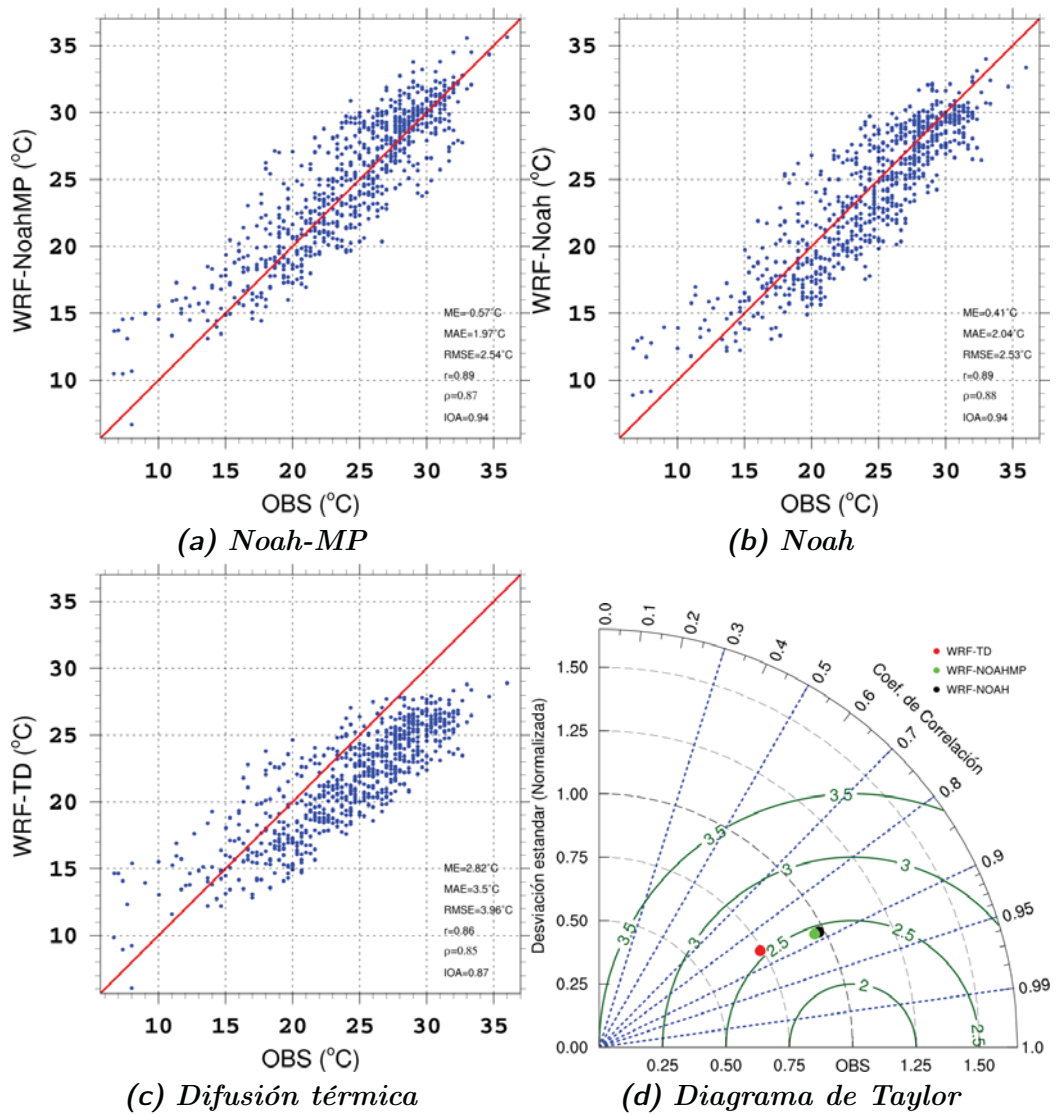 35
30
25
20
15
10
WRF-NoahMP (°C)
ME=-0.57°C
MAE=1.97°C
RMSE=2.54°C
r=0.89
ρ=0.87
IOA=0.94
10 15 20 25 30 35
OBS (°C)
(a) Noah-MP
35
30
25
20
15
10
WRF-Noah (°C)
ME=0.41°C
MAE=2.04°C
RMSE=2.53°C
r=0.89
ρ=0.88
IOA=0.94
10 15 20 25 30 35
OBS (°C)
(b) Noah
35
30
25
20
15
10
WRF-TD (°C)
ME=2.82°C
MAE=3.5°C
RMSE=3.96°C
r=0.86
ρ=0.85
IOA=0.87
10 15 20 25 30 35
OBS (°C)
(c) Difusión térmica
WRF-TD
WRF-NOAHMP
WRF-NOAH
Coef. de Correlación
0.0 0.1 0.2 0.3 0.4 0.5 0.6 0.7 0.8 0.9 0.95 0.99 1.0
Desviación estandar (Normalizada)
1.50
1.25
1.00
0.75
0.50
0.25
0.00
3.5 3.5 3.5
3 3 3
2.5 2.5 2.5
2
0.25 0.50 0.75 OBS 1.25 1.50
(d) Diagrama de Taylor